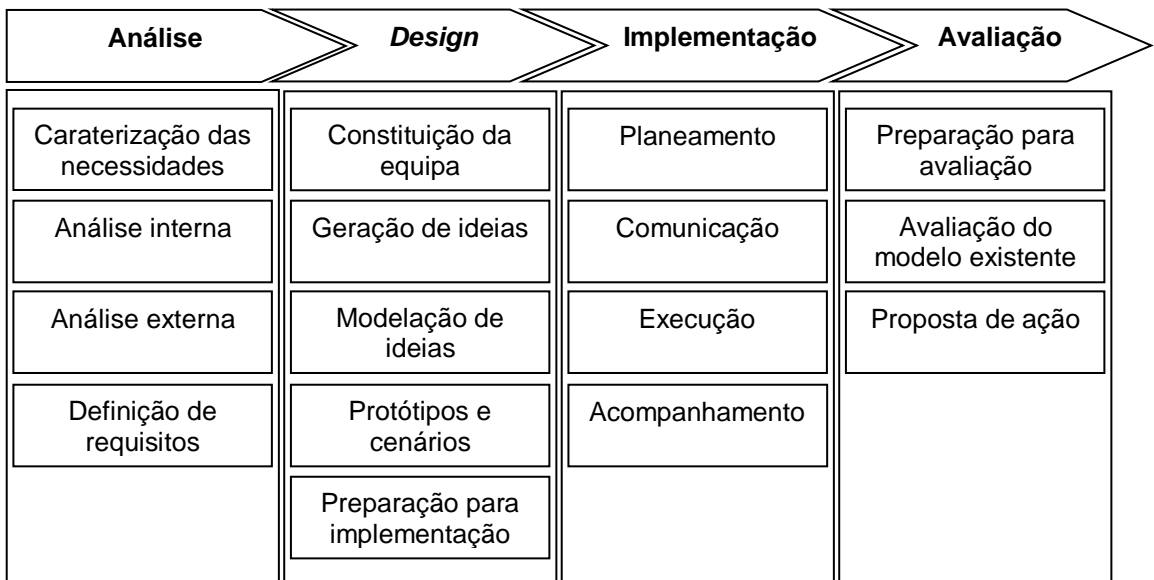 Análise
Design
Implementação
Avaliação
Caraterização das
necessidades
Análise interna
Análise externa
Definição de
requisitos
Constituição da
equipa
Geração de ideias
Modelação de
ideias
Protótipos e
cenários
Preparação para
implementação
Planeamento
Comunicação
Execução
Acompanhamento
Preparação para
avaliação
Avaliação do
modelo existente
Proposta de ação